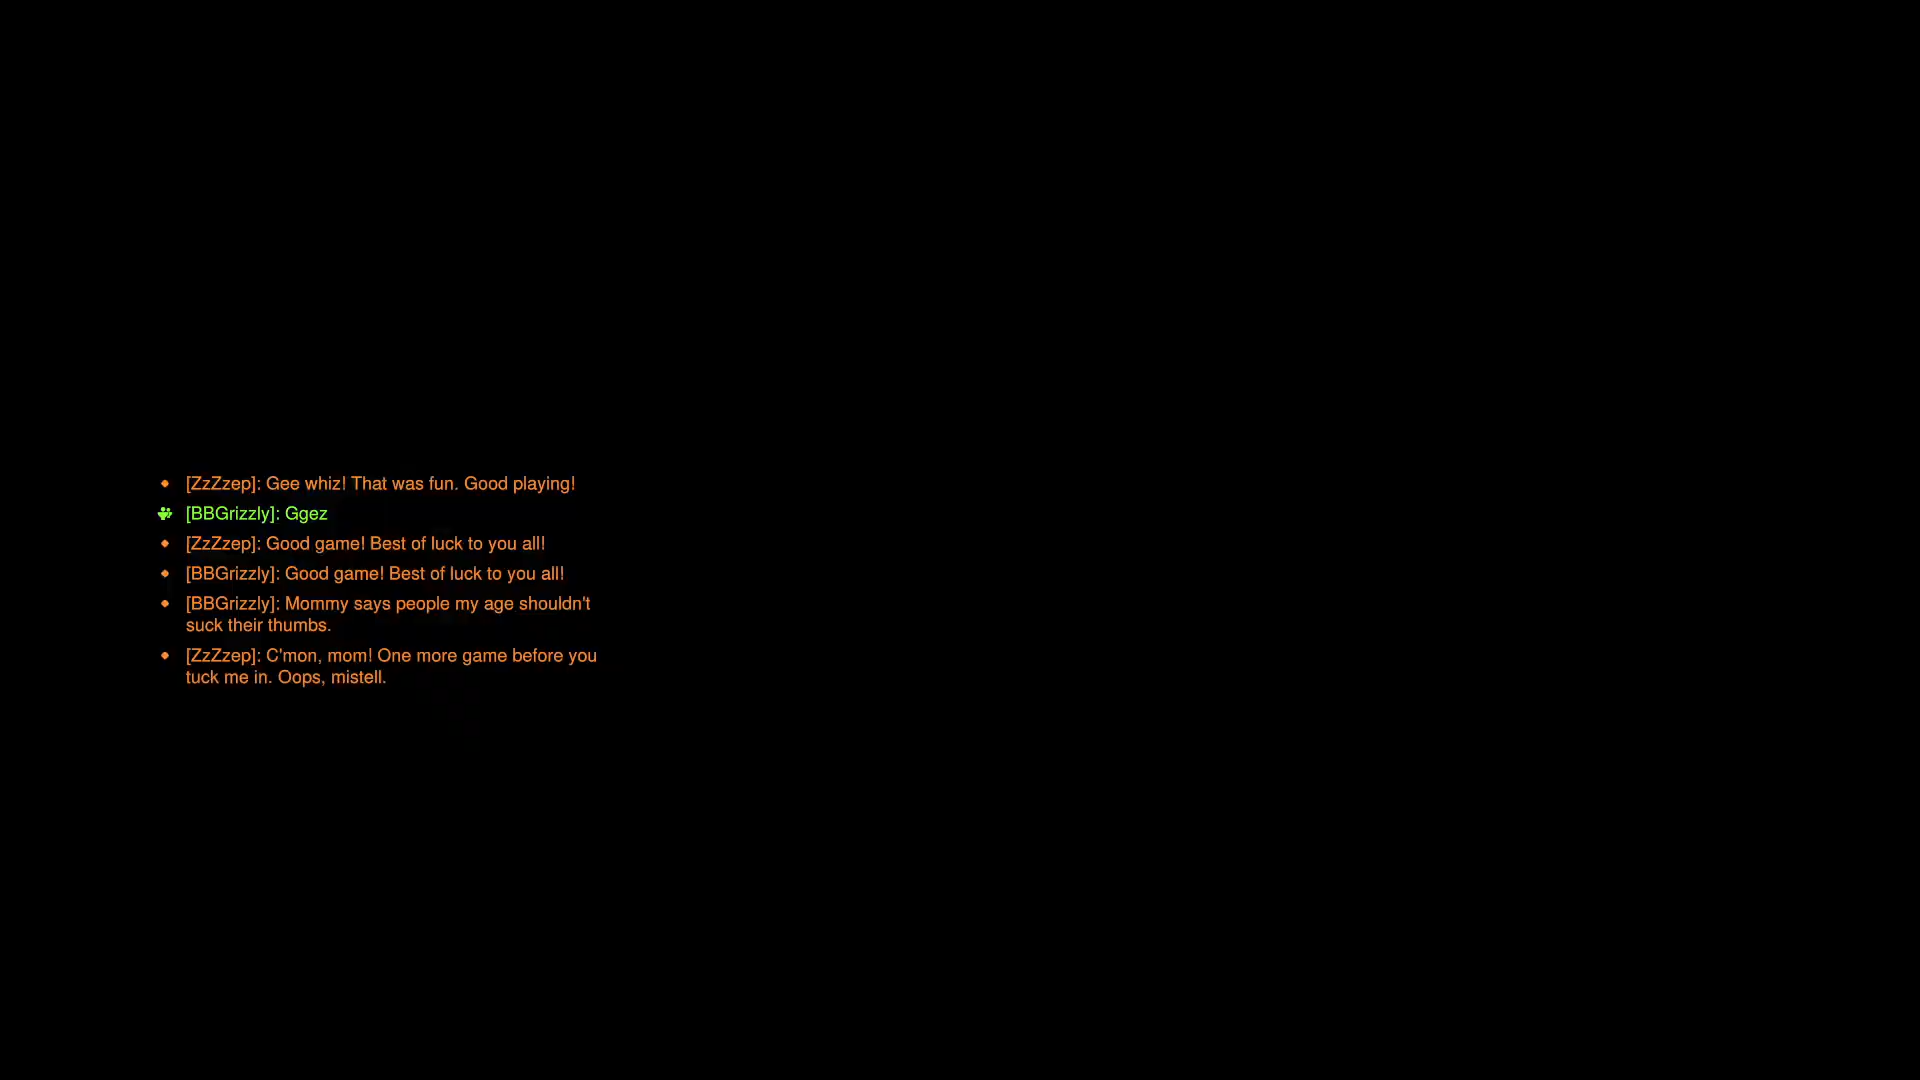 [ZzZzep]: Gee whiz! That was fun. Good playing!
[BBGrizzly]: Ggez
[ZzZzep]: Good game! Best of luck to you all!
[BBGrizzly]: Good game! Best of luck to you all!
[BBGrizzly]: Mommy says people my age shouldn't
suck their thumbs.
[ZzZzep]: C'mon, mom! One more game before you
tuck me in. Oops, mistell.